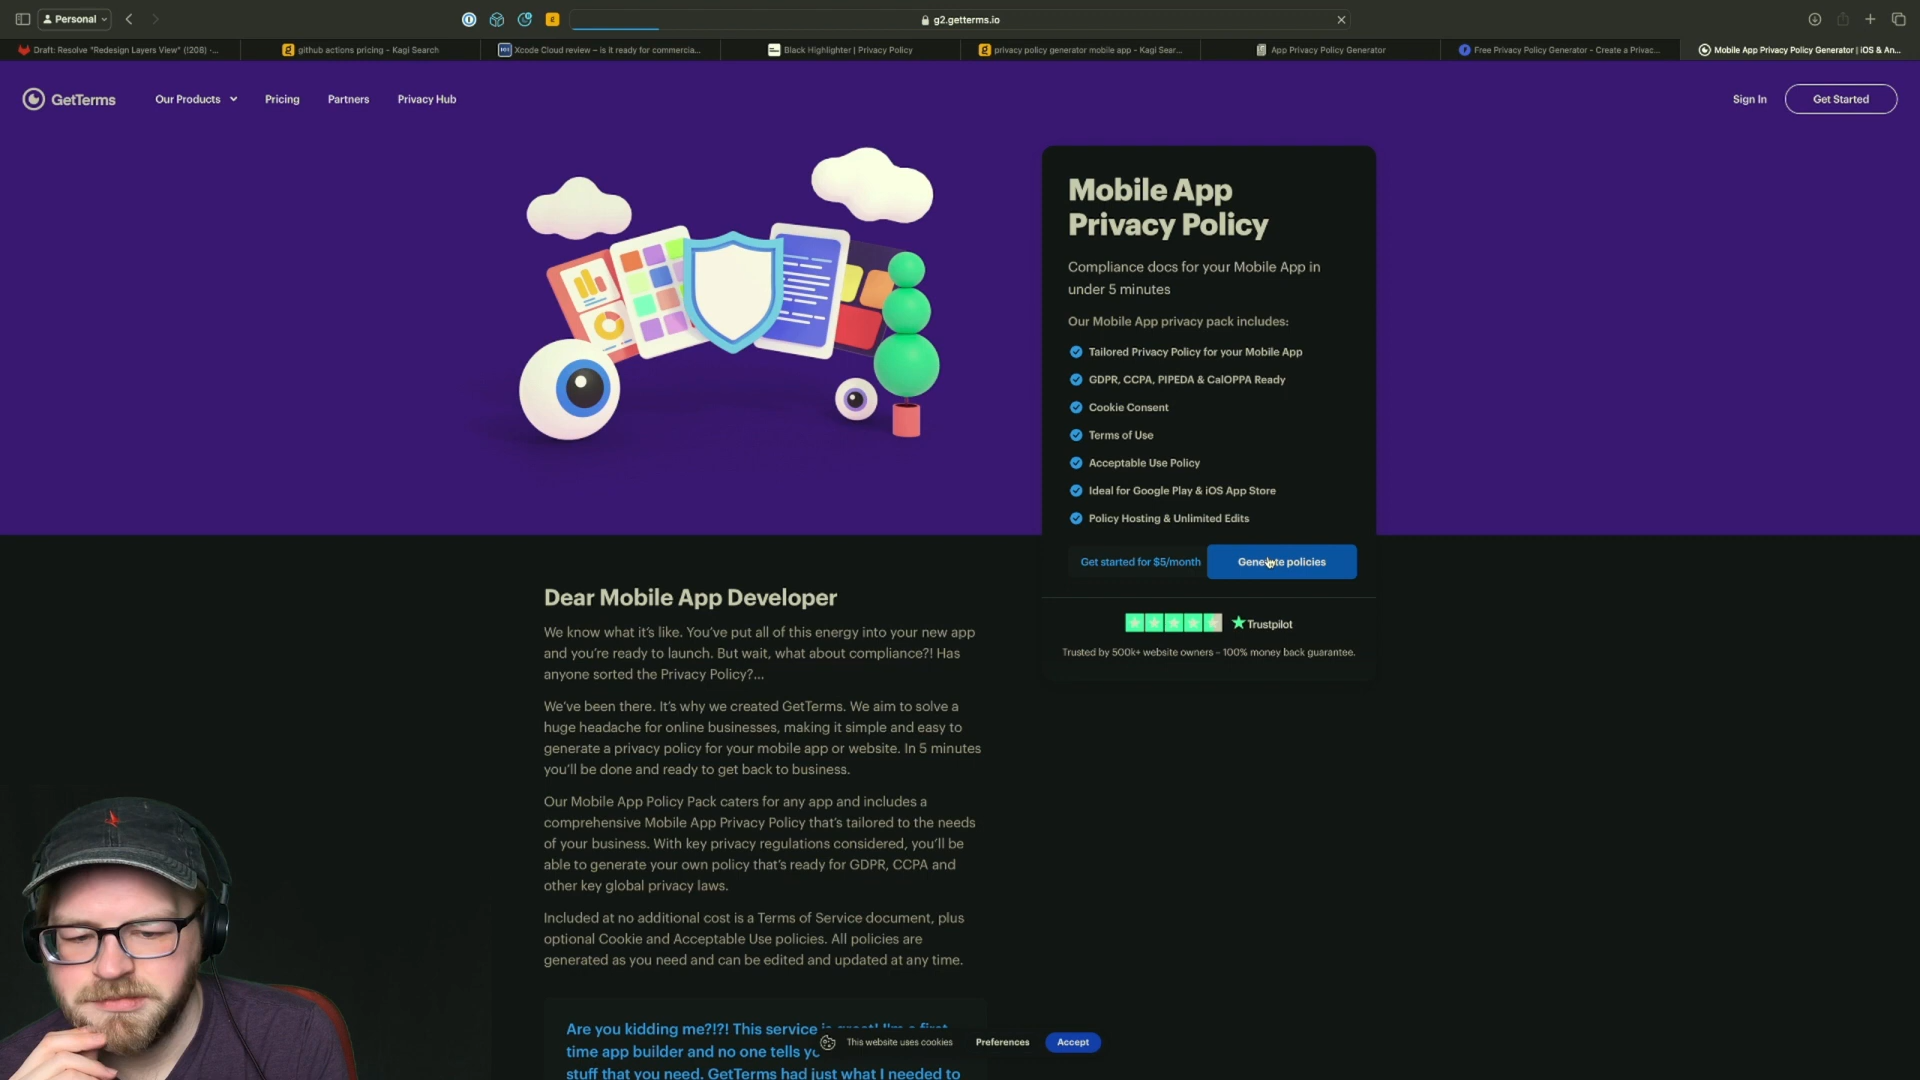 Personal
g2.getterms.io
Draft: Resolve "Redesign Layers View" (!208) ·...
github actions pricing - Kagi Search
Xcode Cloud review – is it ready for commercia...
Black Highlighter | Privacy Policy
privacy policy generator mobile app - Kagi Sear...
App Privacy Policy Generator
Free Privacy Policy Generator - Create a Privac...
Mobile App Privacy Policy Generator | iOS & An...
GetTerms
Our Products
Pricing
Partners
Privacy Hub
Sign In
Get Started
Mobile App
Privacy Policy
Compliance docs for your Mobile App in
under 5 minutes
Our Mobile App privacy pack includes:
Tailored Privacy Policy for your Mobile App
GDPR, CCPA, PIPEDA & CalOPPA Ready
Cookie Consent
Terms of Use
Acceptable Use Policy
Ideal for Google Play & iOS App Store
Policy Hosting & Unlimited Edits
Get started for $5/month
Generate policies
Trustpilot
Trusted by 500k+ website owners – 100% money back guarantee.
Dear Mobile App Developer
We know what it's like. You've put all of this energy into your new app
and you're ready to launch. But wait, what about compliance?! Has
anyone sorted the Privacy Policy?...
We've been there. It's why we created GetTerms. We aim to solve a
huge headache for online businesses, making it simple and easy to
generate a privacy policy for your mobile app or website. In 5 minutes
you'll be done and ready to get back to business.
Our Mobile App Policy Pack caters for any app and includes a
comprehensive Mobile App Privacy Policy that's tailored to the needs
of your business. With key privacy regulations considered, you'll be
able to generate your own policy that's ready for GDPR, CCPA and
other key global privacy laws.
Included at no additional cost is a Terms of Service document, plus
optional Cookie and Acceptable Use policies. All policies are
generated as you need and can be edited and updated at any time.
Are you kidding me?!?! This service is great! I'm a first
time app builder and no one tells
stuff that you need. GetTerms had just what I needed to
This website uses cookies
Preferences
Accept